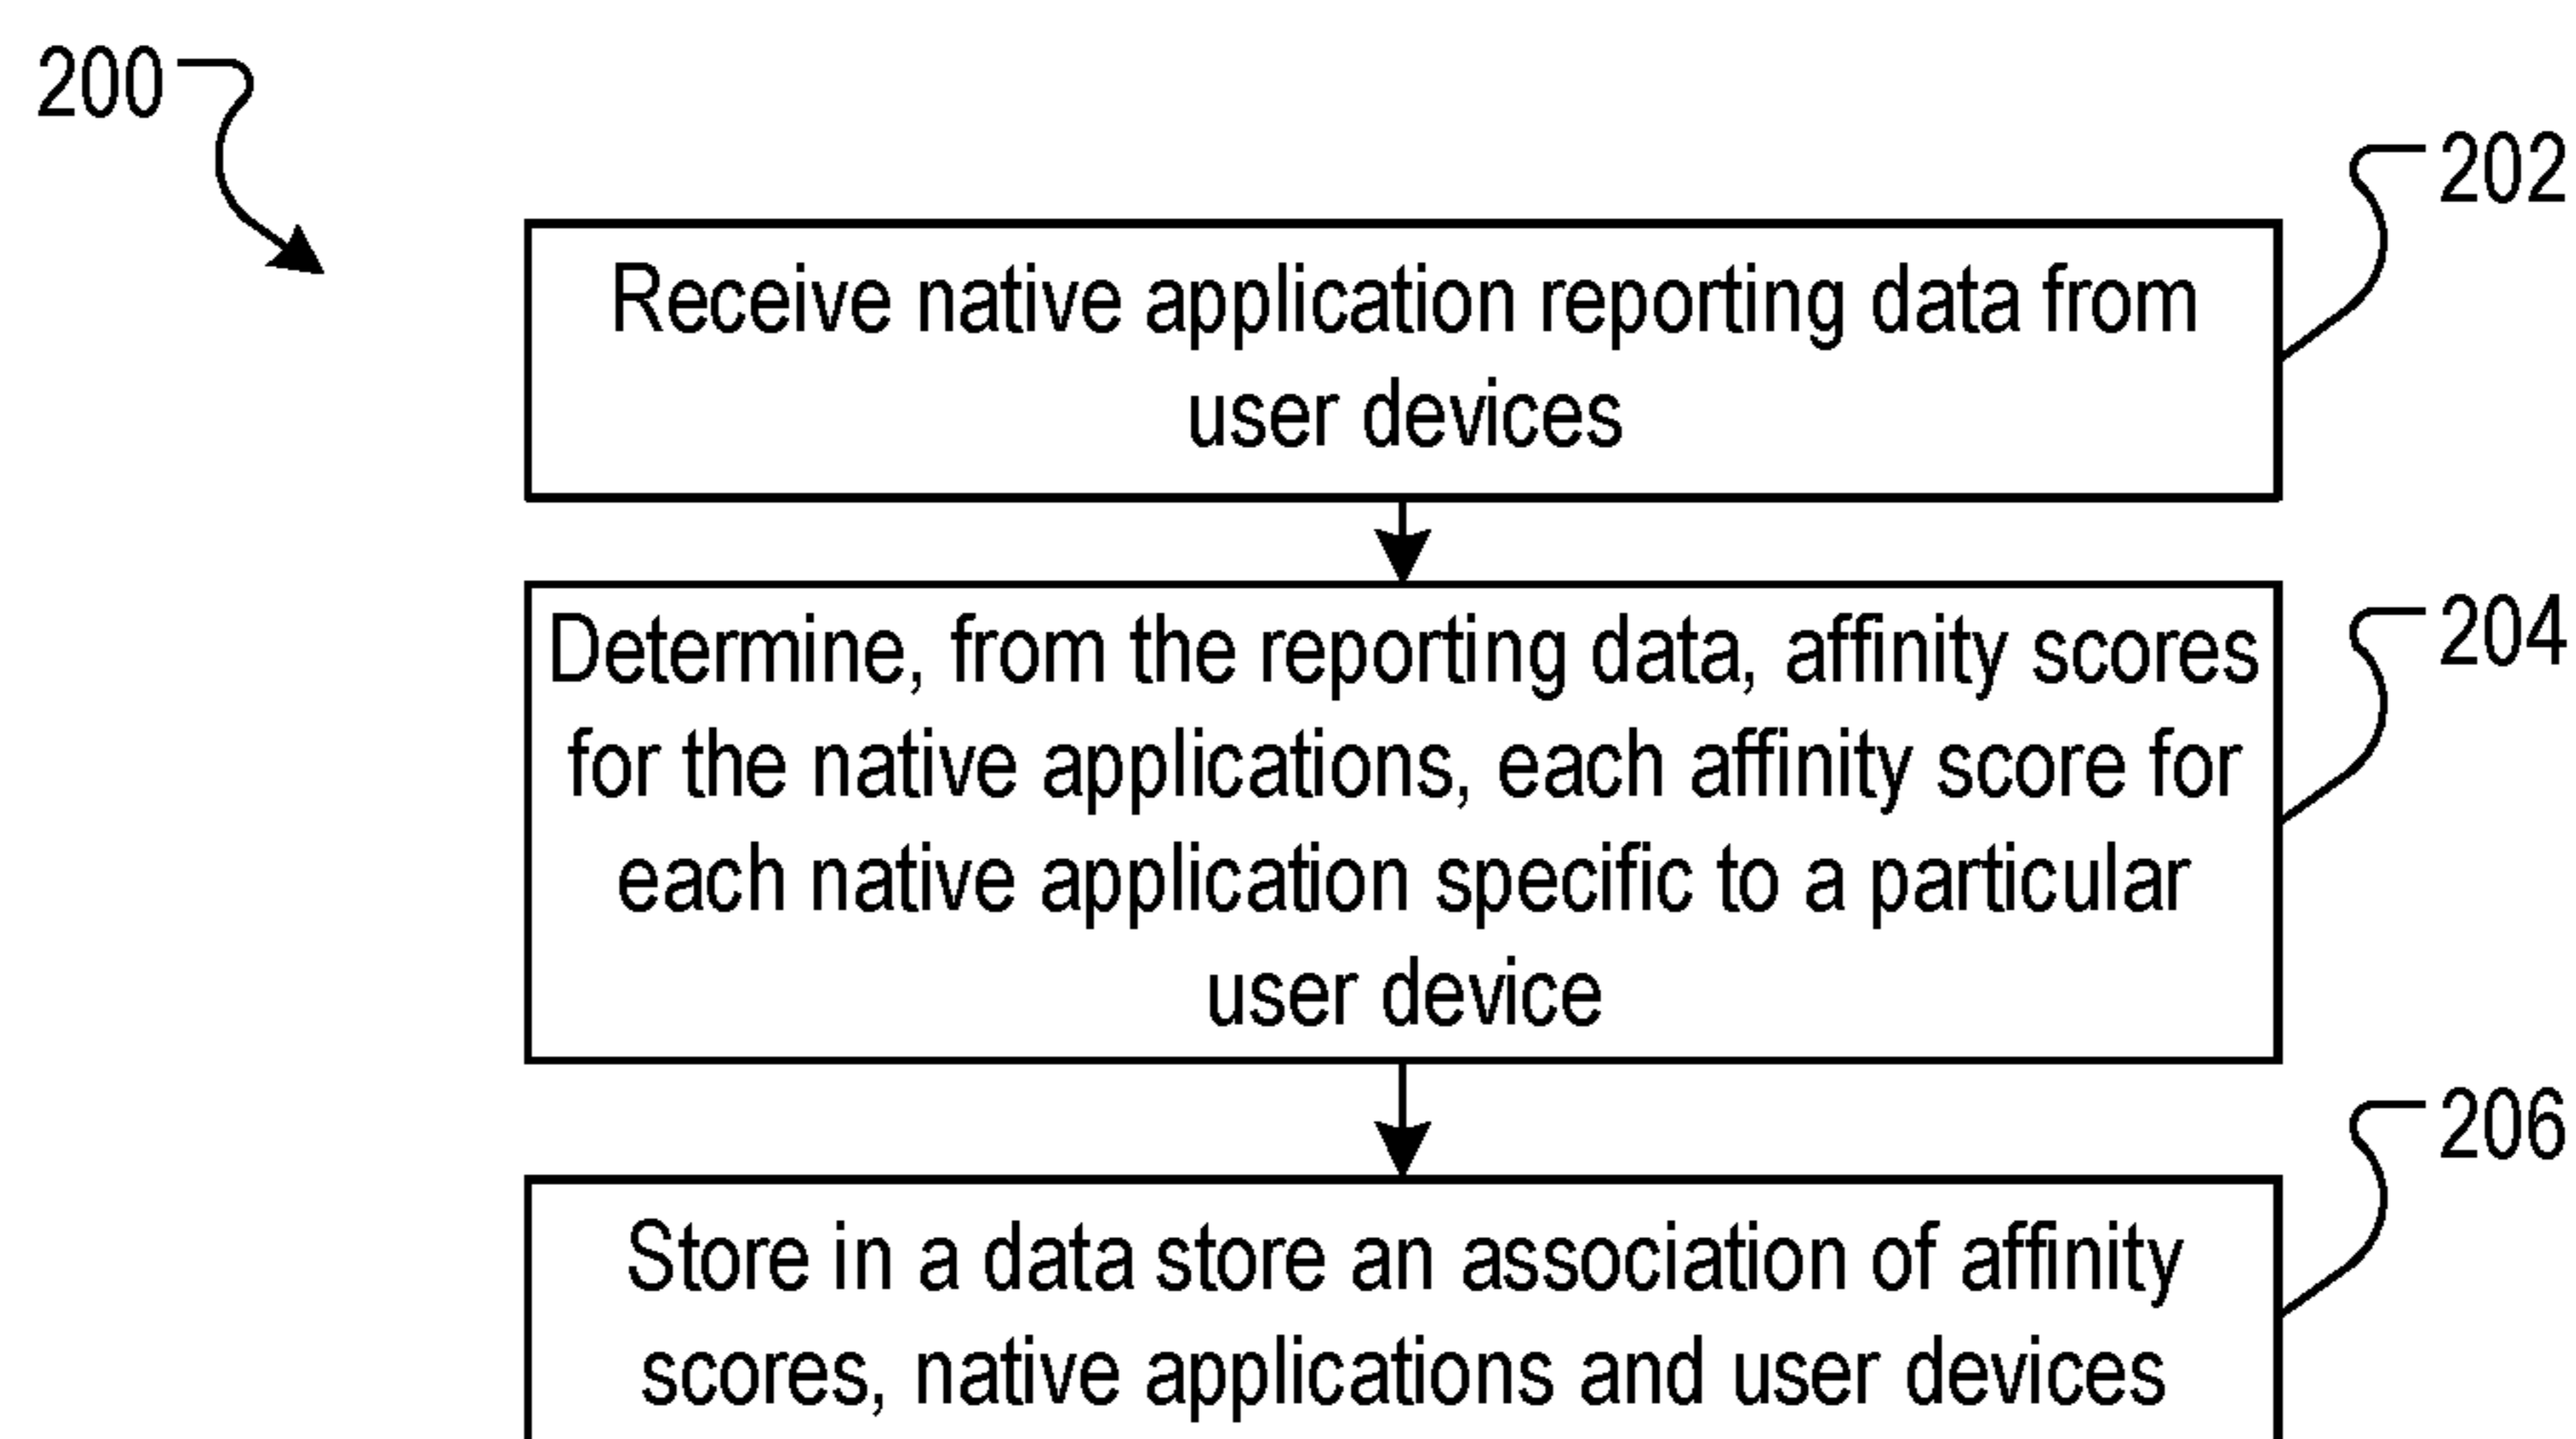 200
202
Receive native application reporting data from
user devices
204
Determine, from the reporting data, affinity scores
for the native applications, each affinity score for
each native application specific to a particular
user device
206
Store in a data store an association of affinity
scores, native applications and user devices